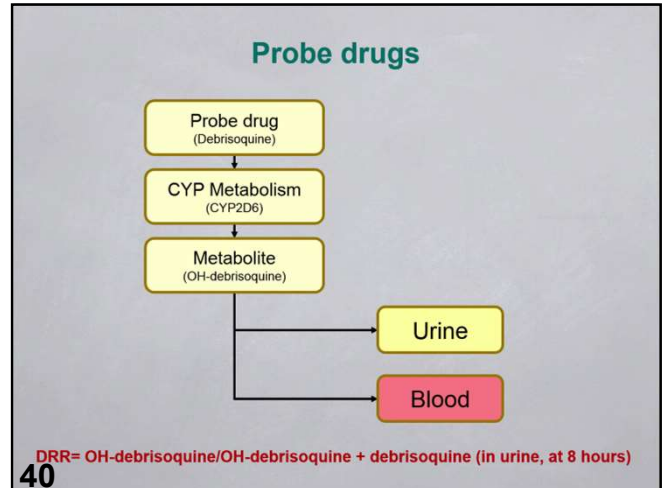 Probe drugs
Probe drug
(Debrisoquine)
CYP Metabolism
(CYP2D6)
Metabolite
(OH-debrisoquine)
Urine
Blood
DRR= OH-debrisoquine/OH-debrisoquine + debrisoquine (in urine, at 8 hours)
40